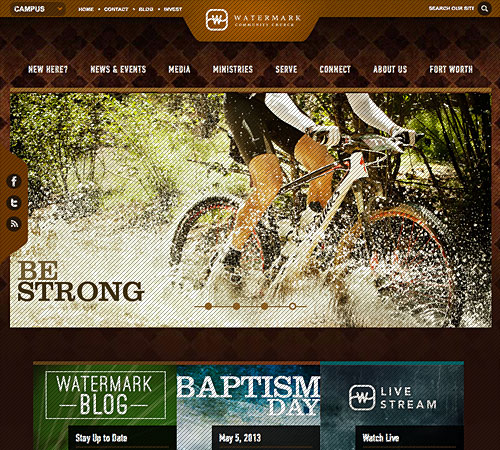 CAMPUS
HOME • CONTACT • BLOG • INVEST
W
WATERMARK
COMMUNITY CHURCH
SEARCH OUR SITE
NEW HERE?
NEWS & EVENTS
MEDIA
MINISTRIES
SERVE
CONNECT
ABOUT US
FORT WORTH
BE
STRONG
WATERMARK
BLOG
BAPTISM
DAY
W
LIVE
STREAM
Stay Up to Date
May 5, 2013
Watch Live